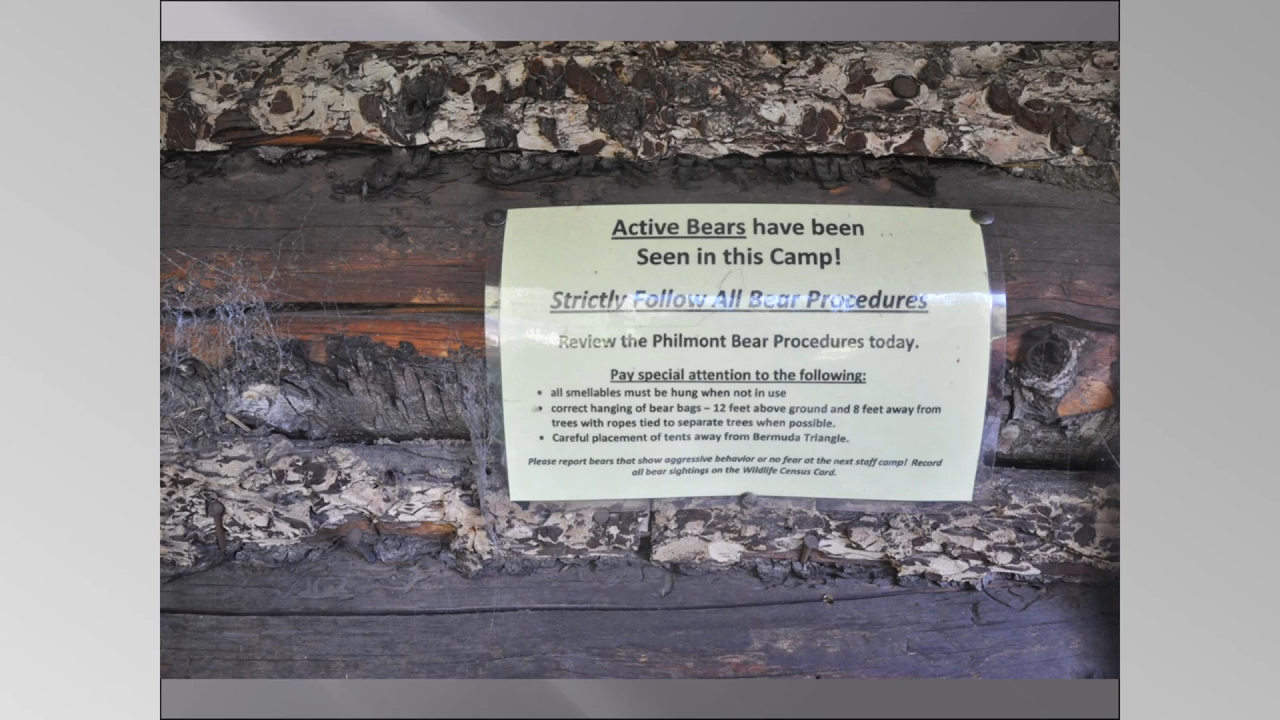 Active Bears have been
Seen in this Camp!
Strictly Follow All Bear Procedures
Review the Philmont Bear Procedures today.
Pay special attention to the following:
• all smellables must be hung when not in use
• correct hanging of bear bags – 12 feet above ground and 8 feet away from
trees with ropes tied to separate trees when possible.
• Careful placement of tents away from Bermuda Triangle.
Please report bears that show aggressive behavior or no fear at the next staff camp! Record
all bear sightings on the Wildlife Census Card.